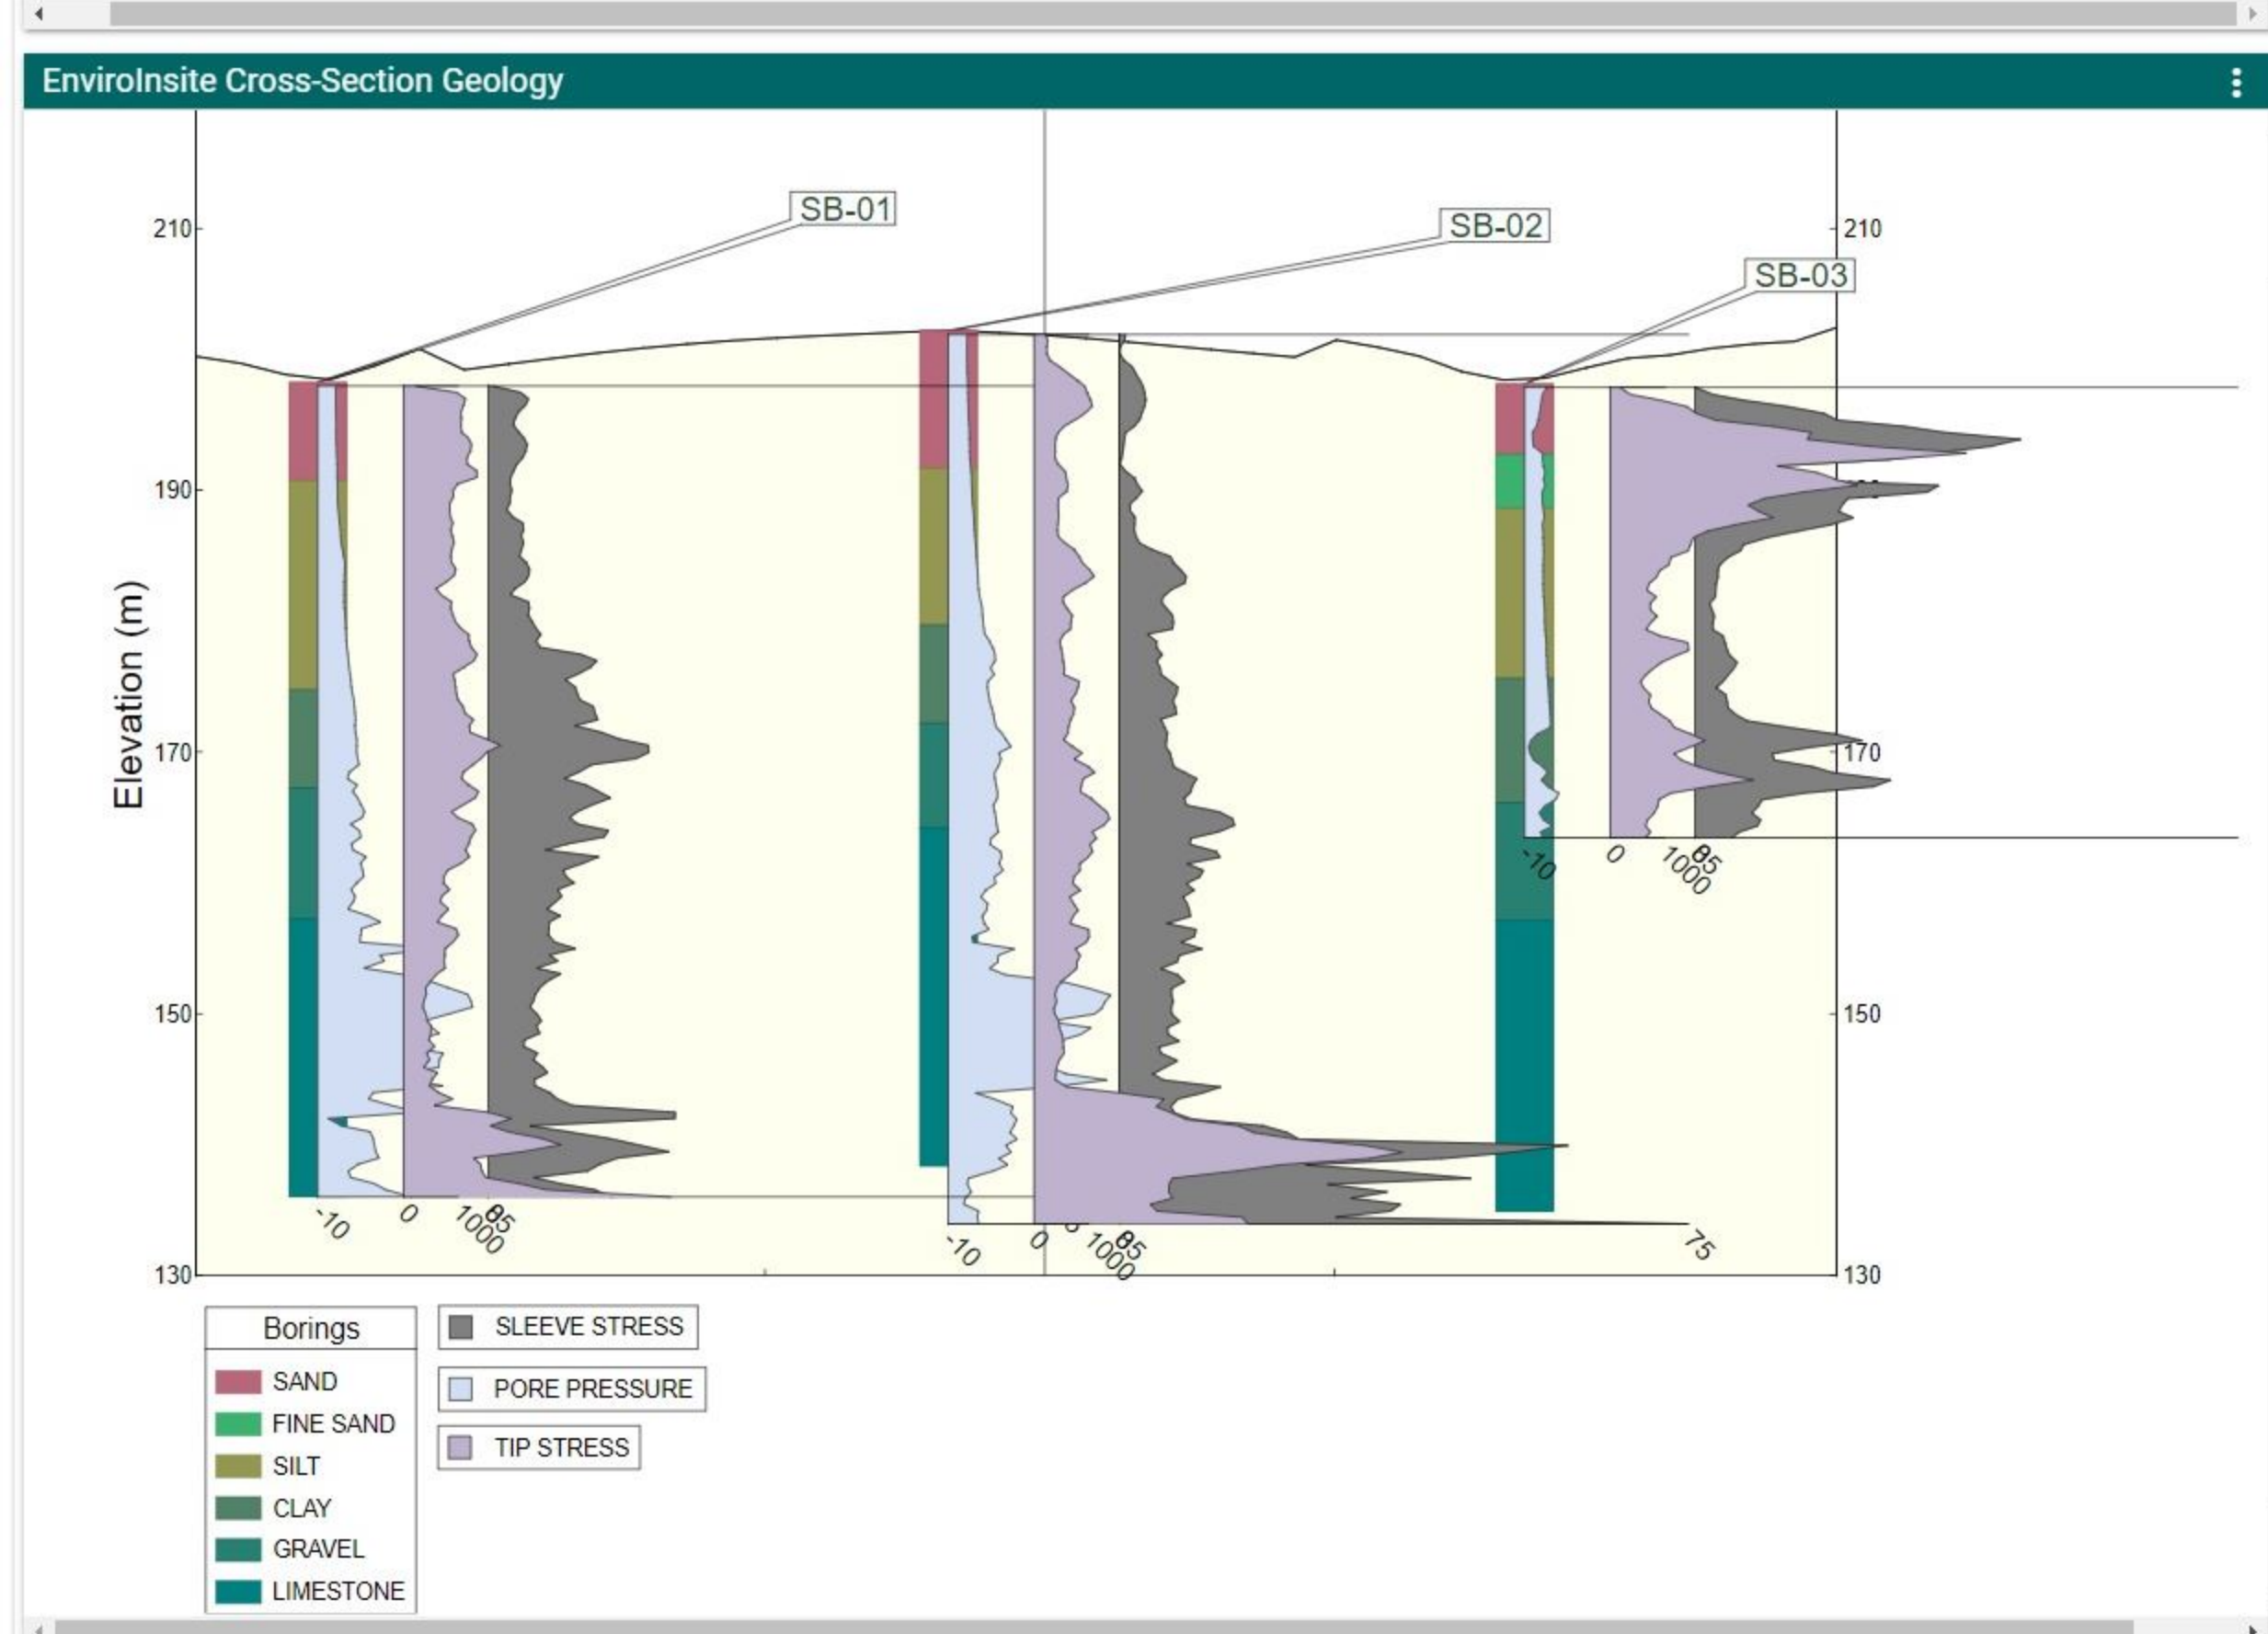 EnviroInsite Cross-Section Geology
SB-01
SB-02
SB-03
210
210
190
170
170
150
150
130
130
Elevation (m)
-10
0
1000
-10
0
1000
75
-10
0
1000
Borings
SAND
FINE SAND
SILT
CLAY
GRAVEL
LIMESTONE
SLEEVE STRESS
PORE PRESSURE
TIP STRESS